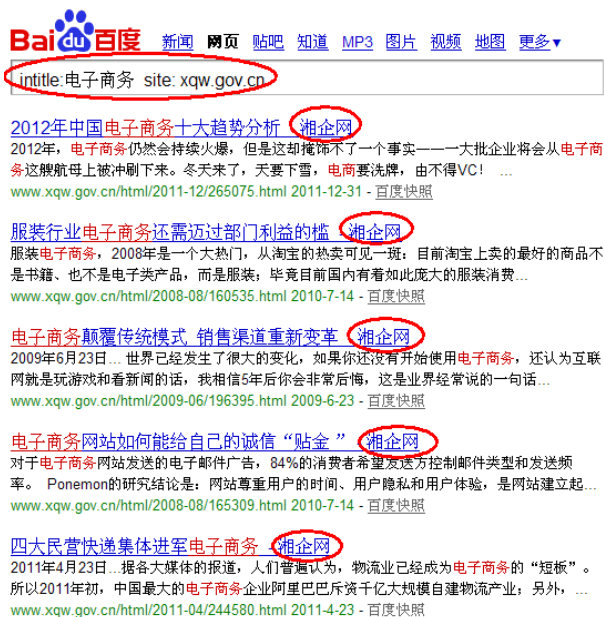 Bai du 百度 新闻 网页 贴吧 知道 MP3 图片 视频 地图 更多▼
intitle:电子商务 site: xqw.gov.cn
2012年中国电子商务十大趋势分析 - 湘企网
2012年，电子商务仍然会持续火爆，但是这却掩饰不了一个事实———一大批企业将会从电子商
务这艘航母上被冲刷下来。冬天来了，天要下雪，电商要洗牌，由不得VC！ ...
www.xqw.gov.cn/html/2011-12/265075.html 2011-12-31 - 百度快照
服装行业电子商务还需迈过部门利益的槛 - 湘企网
服装电子商务，2008年是一个大热门，从淘宝的热卖可见一斑：目前淘宝上卖的最好的商品不
是书籍、也不是电子类产品，而是服装；毕竟目前国内有着如此庞大的服装消费...
www.xqw.gov.cn/html/2008-08/160535.html 2010-7-14 - 百度快照
电子商务颠覆传统模式 销售渠道重新变革 - 湘企网
2009年6月23日...世界已经发生了很大的变化，如果你还没有开始使用电子商务，还认为互联
网就是玩游戏和看新闻的话，我相信5年后你会非常后悔，这是业界经常说的一句话...
www.xqw.gov.cn/html/2009-06/196395.html 2009-6-23 - 百度快照
电子商务网站如何能给自己的诚信“贴金 ” - 湘企网
对于电子商务网站发送的电子邮件广告，84%的消费者希望发送方控制邮件类型和发送频
率。 Ponemon的研究结论是：网站尊重用户的时间、用户隐私和用户体验，是网站建立起...
www.xqw.gov.cn/html/2008-08/165309.html 2010-7-14 - 百度快照
四大民营快递集体进军电子商务 - 湘企网
2011年4月23日...据各大媒体的报道，人们普遍认为，物流业已经成为电子商务的“短板”。
所以2011年初，中国最大的电子商务企业阿里巴巴斥资千亿大规模自建物流产业；另外，...
www.xqw.gov.cn/html/2011-04/244580.html 2011-4-23 - 百度快照